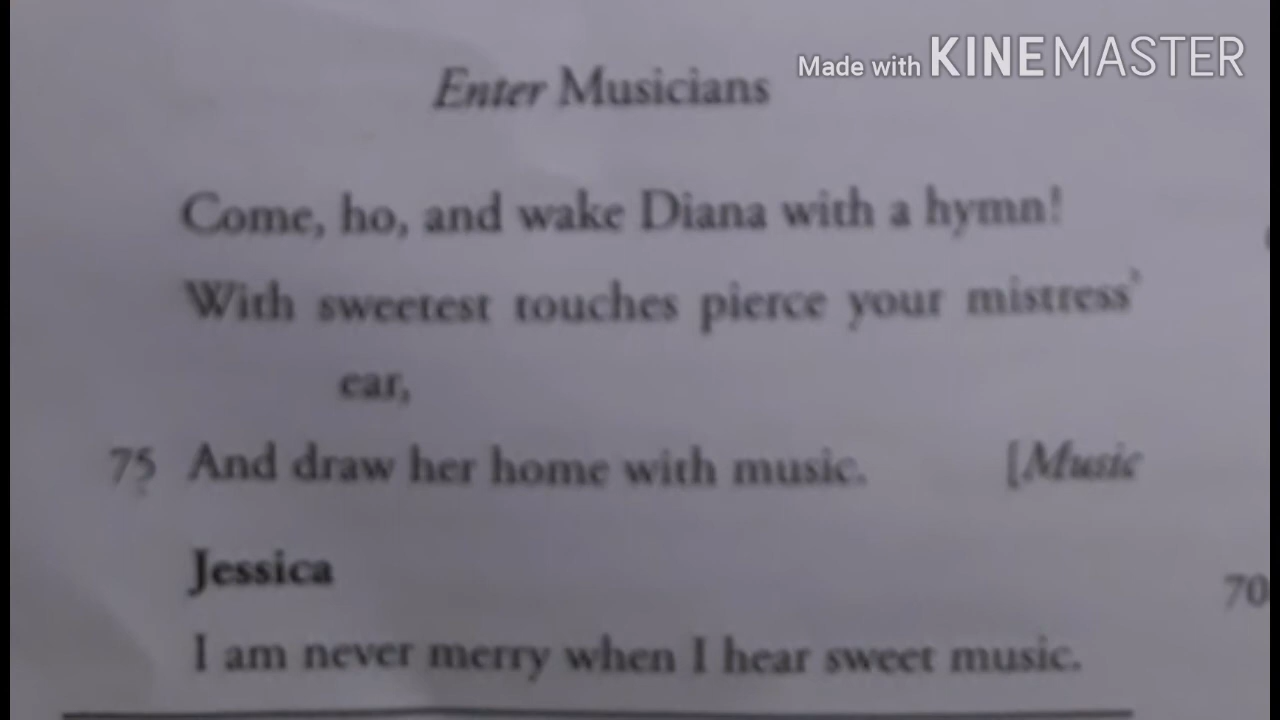 Made with KINEMASTER
Enter Musicians
Come, ho, and wake Diana with a hymn!
With sweetest touches pierce your mistress'
ear,
75 And draw her home with music. [Music
Jessica
70
I am never merry when I hear sweet music.